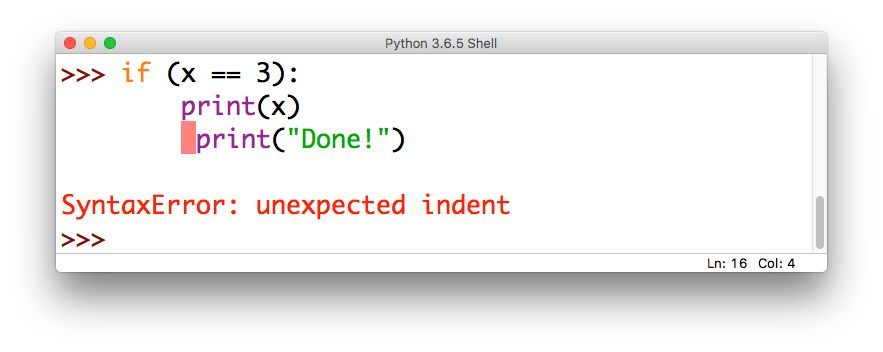 Python 3.6.5 Shell
>>> if (x == 3):
        print(x)
         print("Done!")
SyntaxError: unexpected indent
>>>
Ln: 16 Col: 4